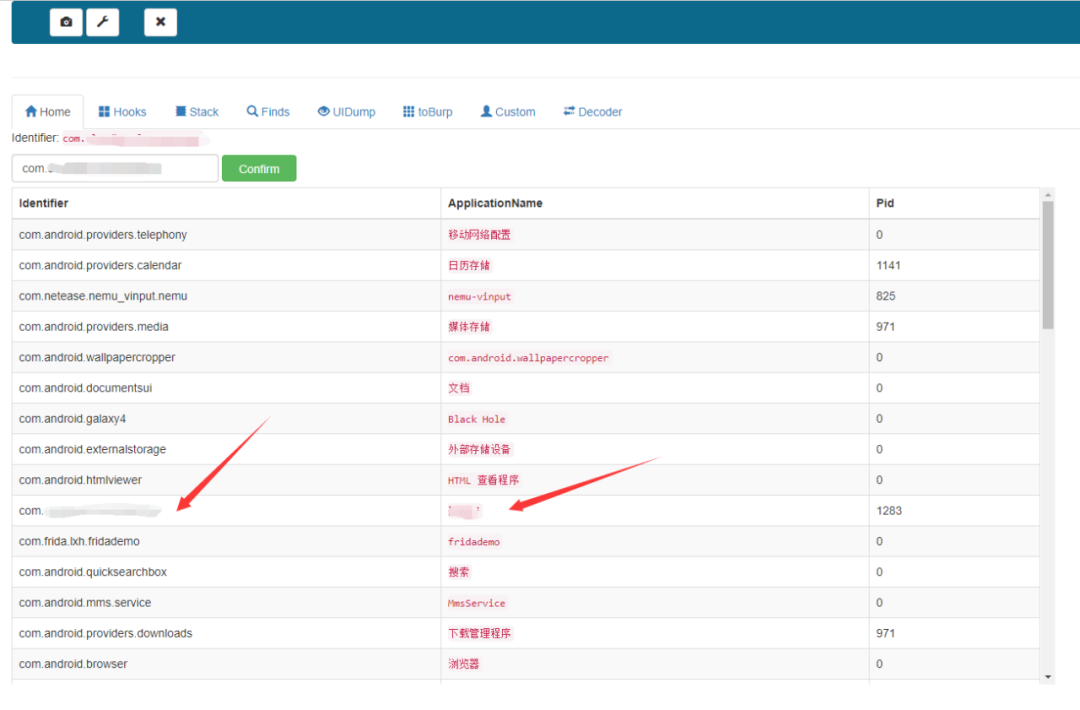 Home Hooks Stack Finds UIDump toBurp Custom Decoder
Identifier: com.
com. Confirm
Identifier ApplicationName Pid
com.android.providers.telephony 移动网络配置 0
com.android.providers.calendar 日历存储 1141
com.netease.nemu_vinput.nemu nemu-vinput 825
com.android.providers.media 媒体存储 971
com.android.wallpapercropper com.android.wallpapercropper 0
com.android.documentsui 文档 0
com.android.galaxy4 Black Hole 0
com.android.externalstorage 外部存储设备 0
com.android.htmlviewer HTML 查看程序 0
com. 1283
com.frida.lxh.fridademo fridademo 0
com.android.quicksearchbox 搜索 0
com.android.mms.service MmsService 0
com.android.providers.downloads 下载管理程序 971
com.android.browser 浏览器 0